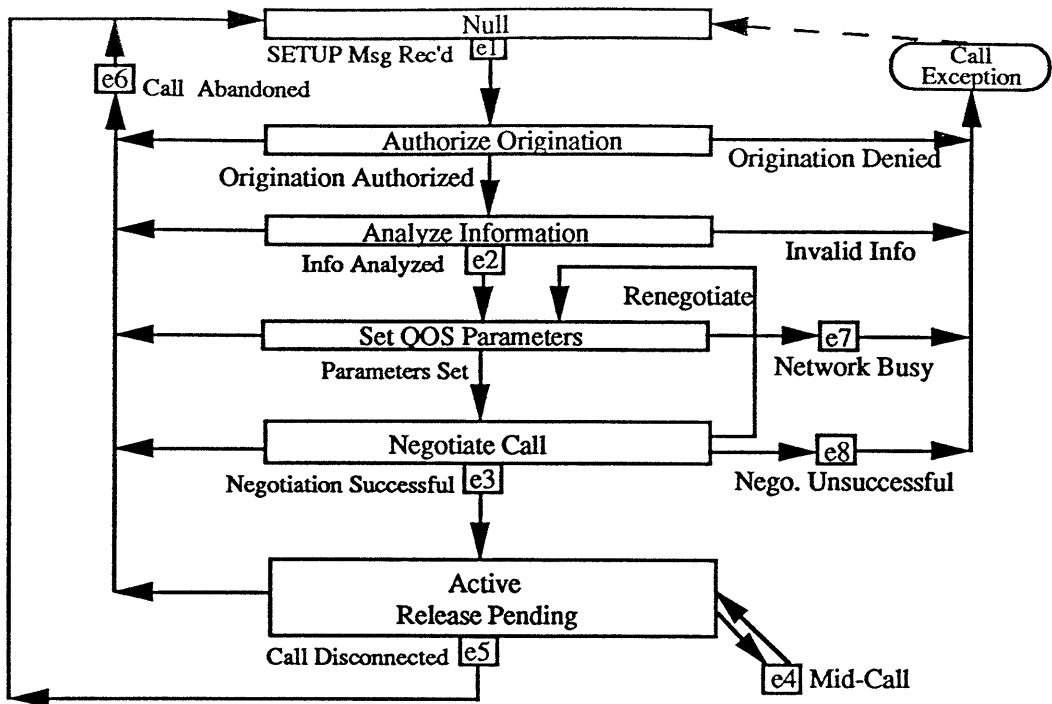 Null
SETUP Msg Rec'd
e1
Call
Exception
e6
Call Abandoned
Authorize Origination
Origination Denied
Origination Authorized
Analyze Information
Invalid Info
Info Analyzed
e2
Renegotiate
Set QOS Parameters
e7
Network Busy
Parameters Set
Negotiate Call
e8
Nego. Unsuccessful
Negotiation Successful
e3
Active
Release Pending
Call Disconnected
e5
e4
Mid-Call